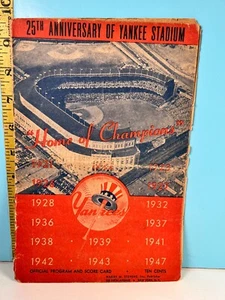 25TH ANNIVERSARY OF YANKEE STADIUM
"Home of Champions"
1928 1932
1936 Yankees 1937
1938 1939 1941
1942 1943 1947
OFFICIAL PROGRAM AND SCORE CARD TEN CENTS